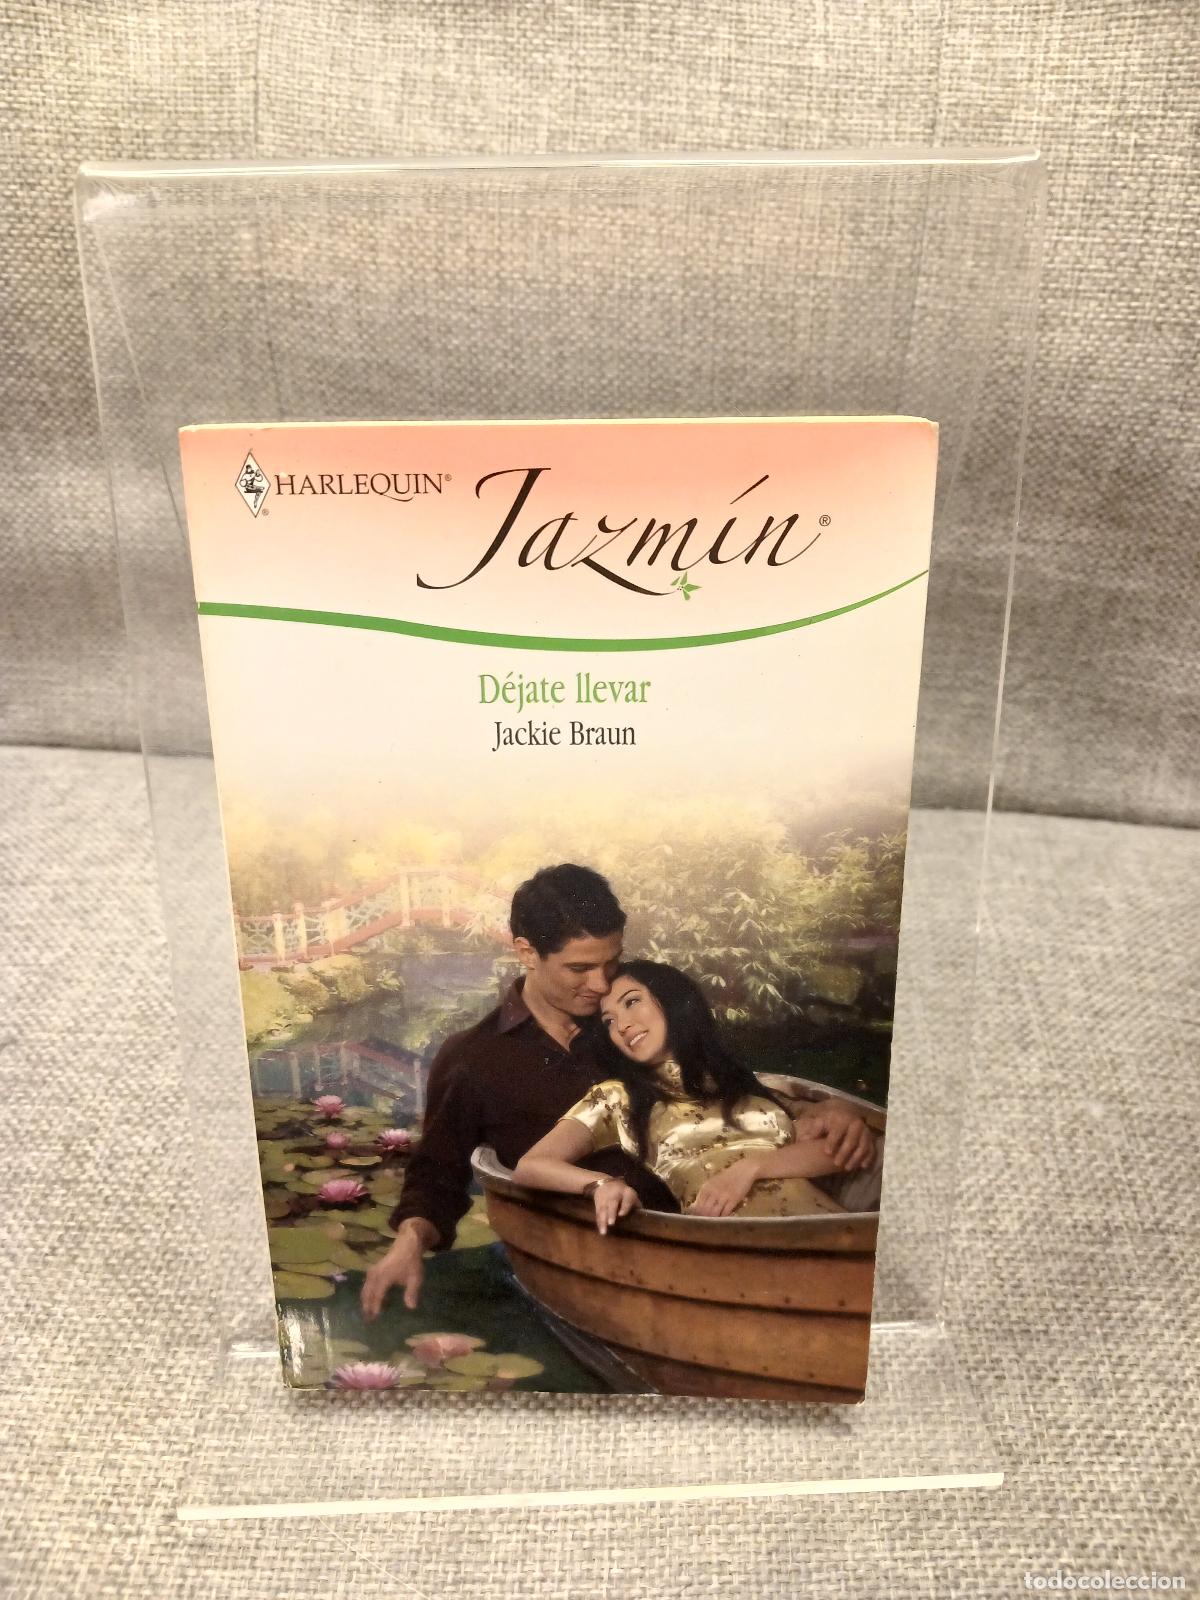 HARLEQUIN®
Jazmín®
Déjate llevar
Jackie Braun
todocoleccion